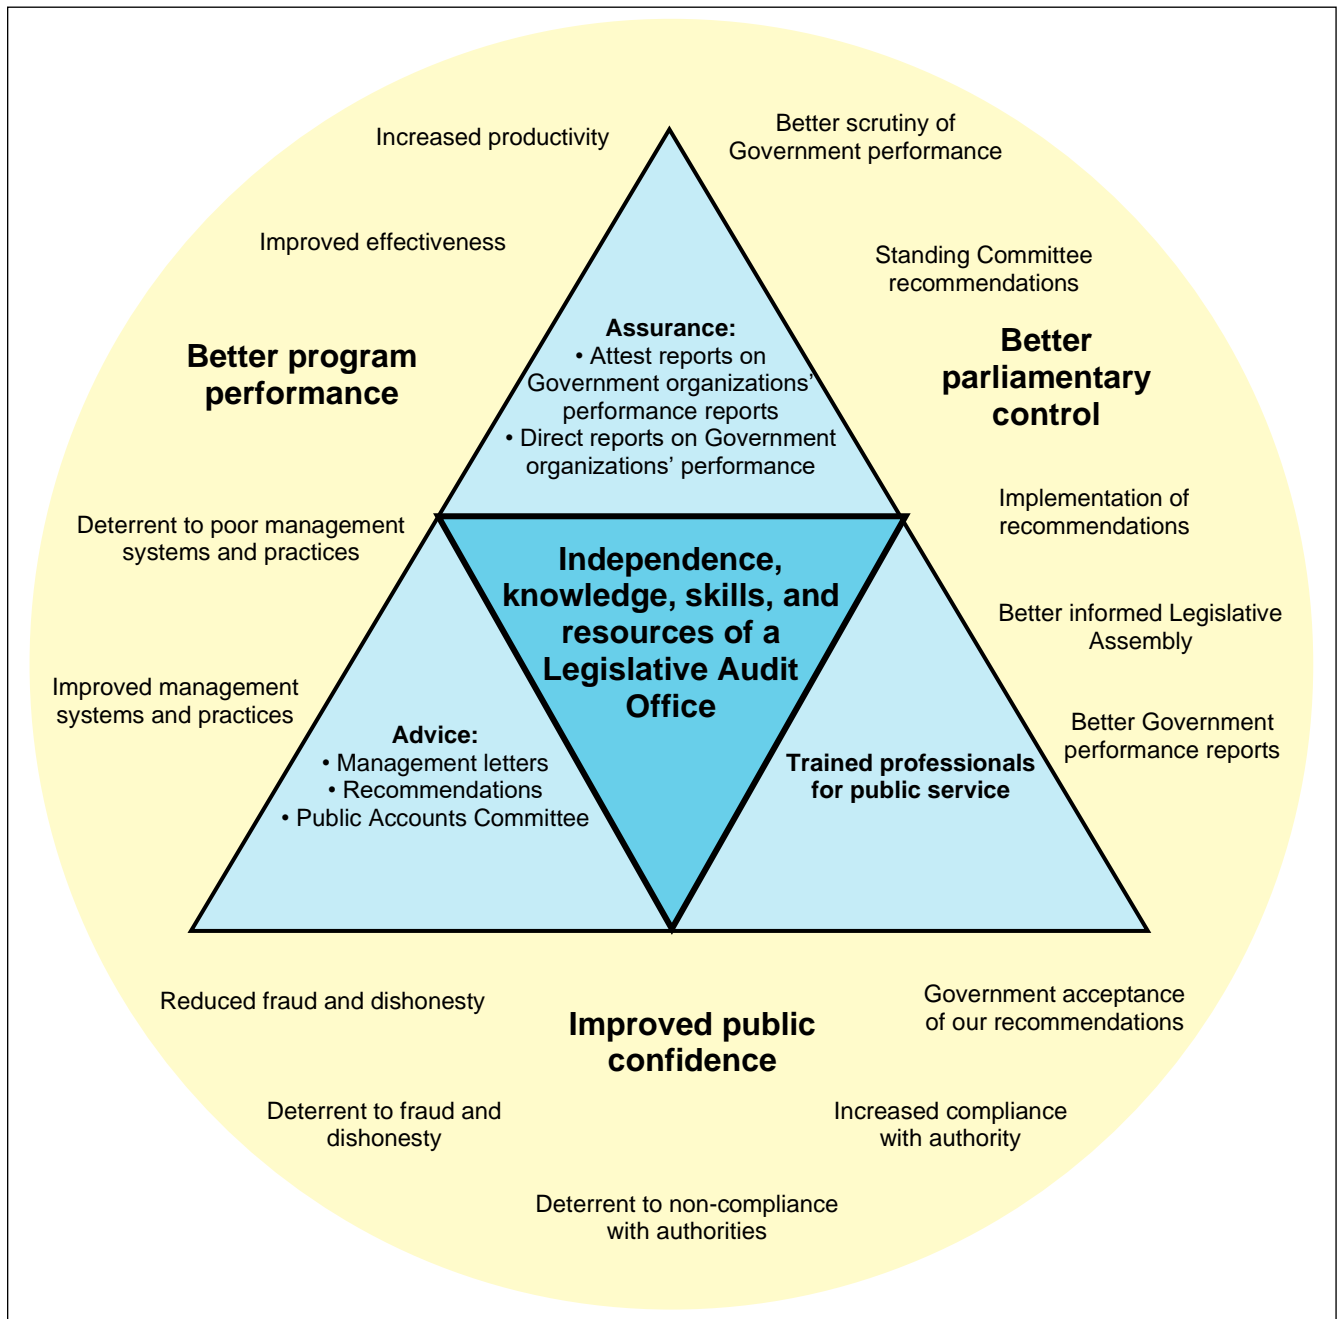 Increased productivity
Better scrutiny of
Government performance
Improved effectiveness
Standing Committee
recommendations
Better program
performance
Assurance:
• Attest reports on
Government organizations’
performance reports
• Direct reports on Government
organizations’ performance
Better
parliamentary
control
Deterrent to poor management
systems and practices
Implementation of
recommendations
Independence,
knowledge, skills, and
resources of a
Legislative Audit
Office
Better informed Legislative
Assembly
Improved management
systems and practices
Better Government
performance reports
Advice:
• Management letters
• Recommendations
• Public Accounts Committee
Trained professionals
for public service
Reduced fraud and dishonesty
Improved public
confidence
Government acceptance
of our recommendations
Deterrent to fraud and
dishonesty
Increased compliance
with authority
Deterrent to non-compliance
with authorities